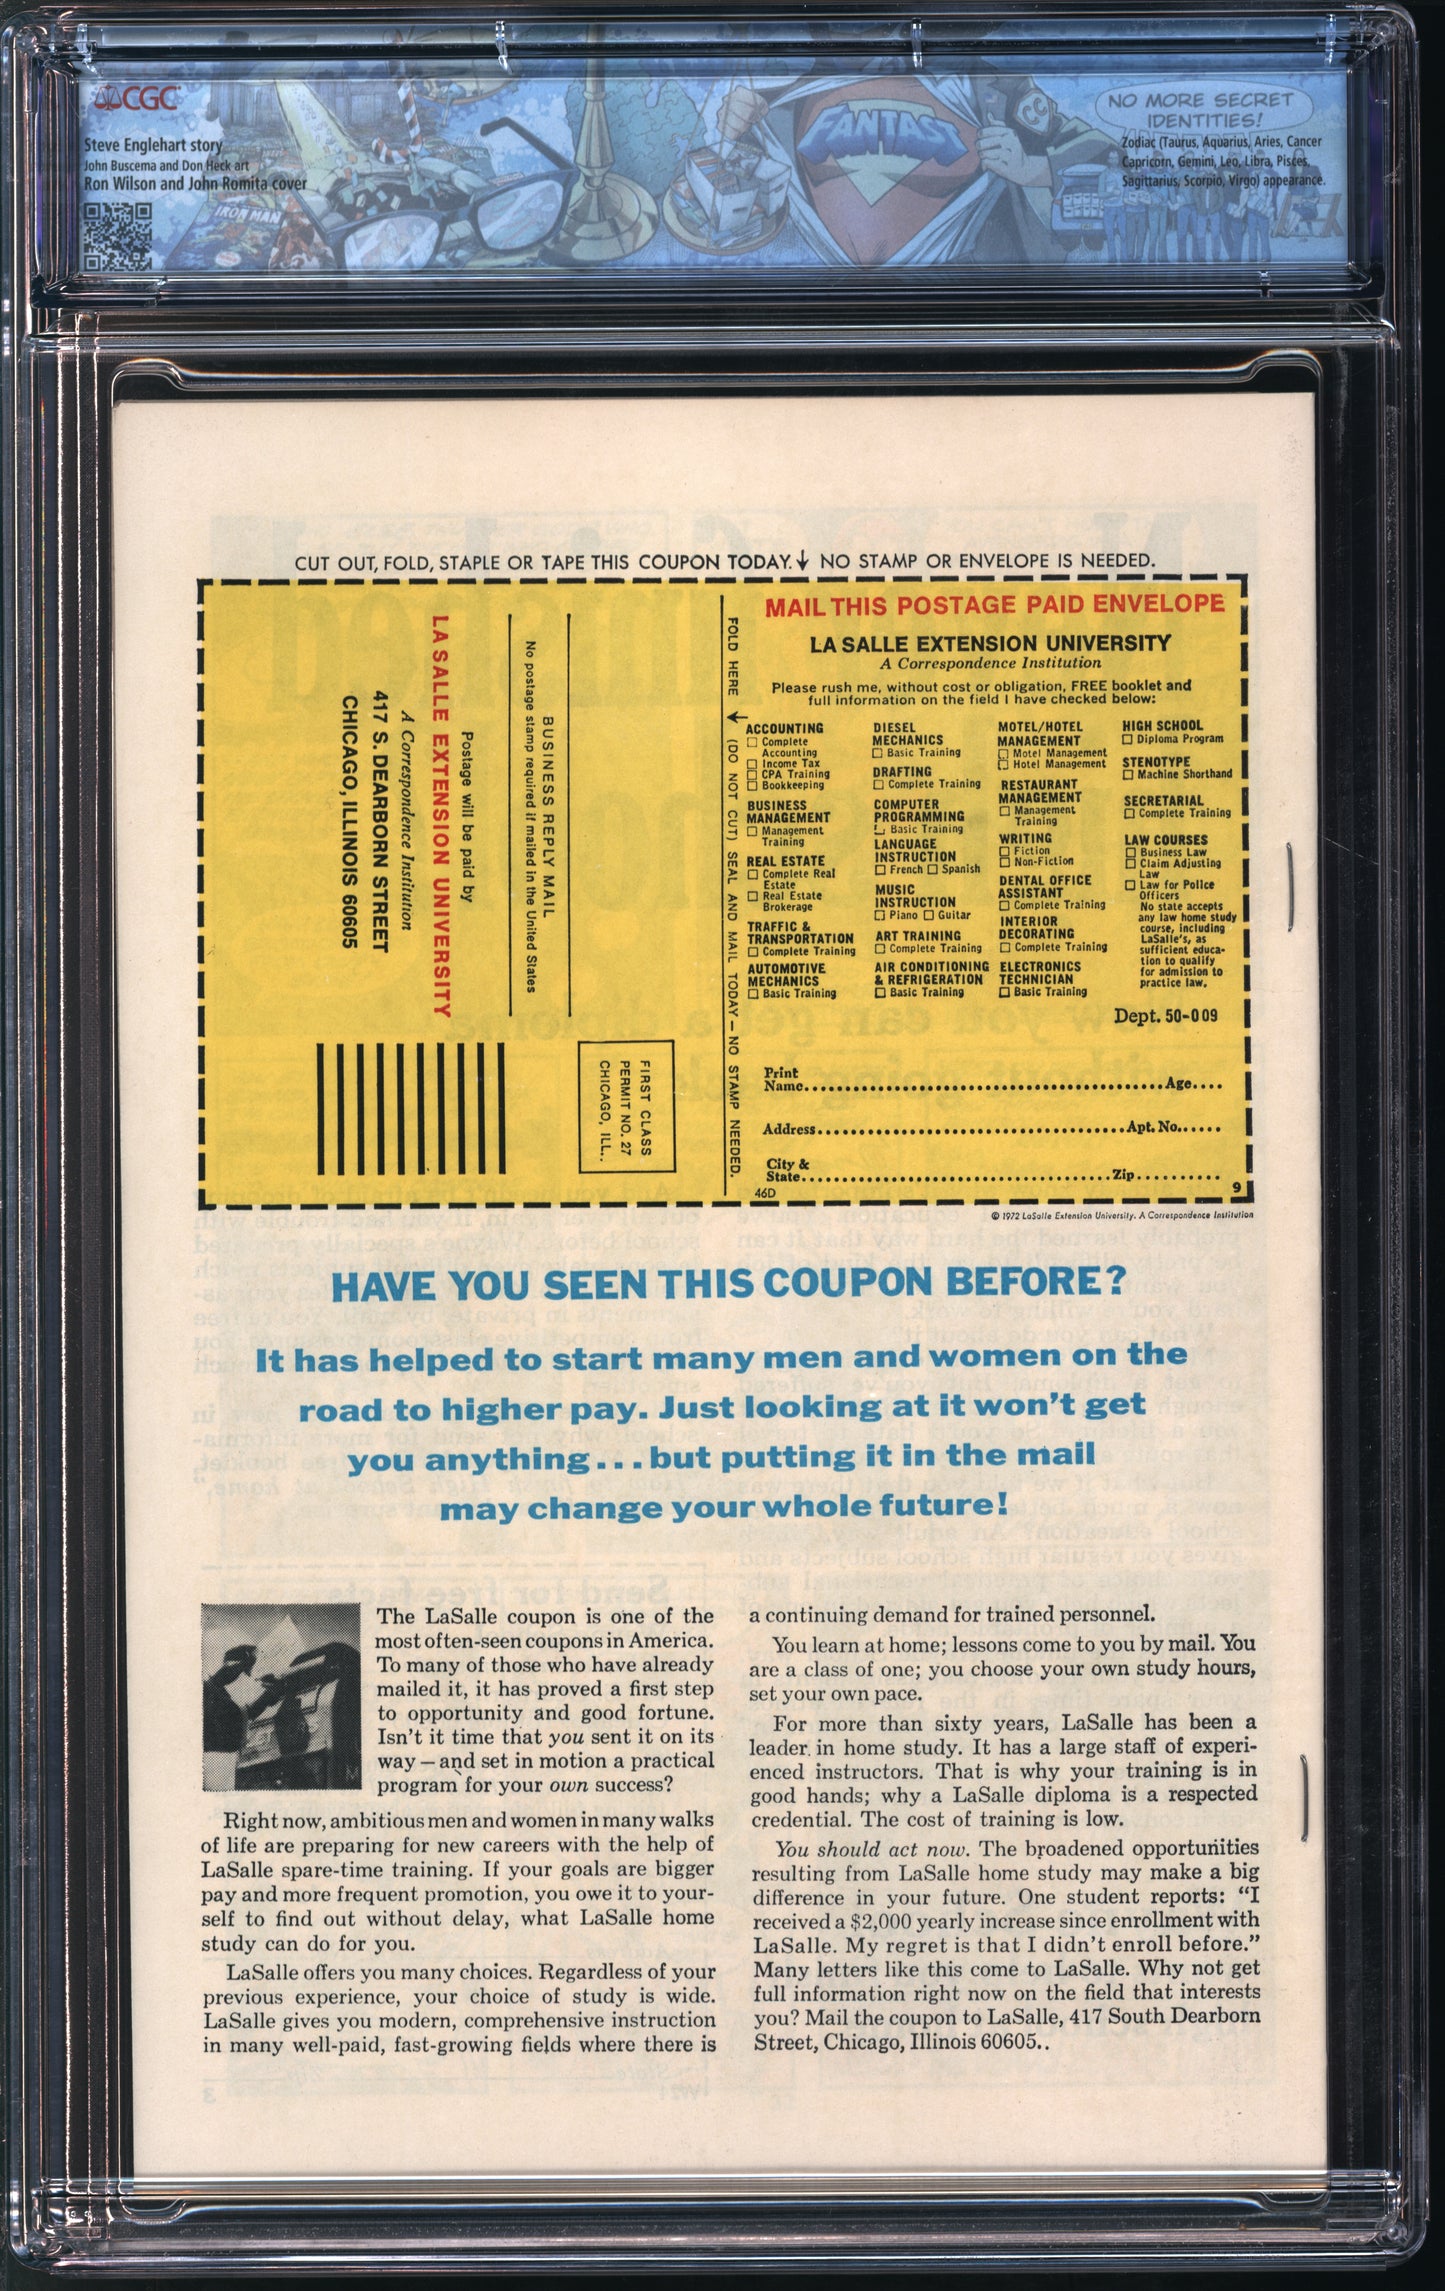 CGC
Steve Englehart story
John Buscema and Don Heck art
Ron Wilson and John Romita cover
IRON MAN
FANTAST
CC
NO MORE SECRET
IDENTITIES!
Zodiac (Taurus, Aquarius, Aries, Cancer
Capricorn, Gemini, Leo, Libra, Pisces,
Sagittarius, Scorpio, Virgo) appearance.
CUT OUT, FOLD, STAPLE OR TAPE THIS COUPON TODAY. ↓ NO STAMP OR ENVELOPE IS NEEDED.
FIRST CLASS
PERMIT NO. 27
CHICAGO, ILL..
BUSINESS REPLY MAIL
No postage stamp required if mailed in the United States
Postage will be paid by
LA SALLE EXTENSION UNIVERSITY
A Correspondence Institution
417 S. DEARBORN STREET
CHICAGO, ILLINOIS 60605
FOLD HERE ← (DO NOT CUT) SEAL AND MAIL TODAY – NO STAMP NEEDED.
MAIL THIS POSTAGE PAID ENVELOPE
LA SALLE EXTENSION UNIVERSITY
A Correspondence Institution
Please rush me, without cost or obligation, FREE booklet and
full information on the field I have checked below:
ACCOUNTING
☐ Complete
Accounting
☐ Income Tax
☐ CPA Training
☐ Bookkeeping
BUSINESS
MANAGEMENT
☐ Management
Training
REAL ESTATE
☐ Complete Real
Estate
☐ Real Estate
Brokerage
TRAFFIC &
TRANSPORTATION
☐ Complete Training
AUTOMOTIVE
MECHANICS
☐ Basic Training
DIESEL
MECHANICS
☐ Basic Training
DRAFTING
☐ Complete Training
COMPUTER
PROGRAMMING
☐ Basic Training
LANGUAGE
INSTRUCTION
☐ French ☐ Spanish
MUSIC
INSTRUCTION
☐ Piano ☐ Guitar
ART TRAINING
☐ Complete Training
AIR CONDITIONING
& REFRIGERATION
☐ Basic Training
MOTEL/HOTEL
MANAGEMENT
☐ Motel Management
☐ Hotel Management
RESTAURANT
MANAGEMENT
☐ Management
Training
WRITING
☐ Fiction
☐ Non-Fiction
DENTAL OFFICE
ASSISTANT
☐ Complete Training
INTERIOR
DECORATING
☐ Complete Training
ELECTRONICS
TECHNICIAN
☐ Basic Training
HIGH SCHOOL
☐ Diploma Program
STENOTYPE
☐ Machine Shorthand
SECRETARIAL
☐ Complete Training
LAW COURSES
☐ Business Law
☐ Claim Adjusting
Law
☐ Law for Police
Officers
No state accepts
any law home study
course, including
LaSalle's, as
sufficient educa-
tion to qualify
for admission to
practice law.
Dept. 50-009
Print
Name.......... Age....
Address.......... Apt. No......
City &
State.......... Zip..........
46D
9
© 1972 LaSalle Extension University. A Correspondence Institution
HAVE YOU SEEN THIS COUPON BEFORE?
It has helped to start many men and women on the
road to higher pay. Just looking at it won't get
you anything...but putting it in the mail
may change your whole future!
The LaSalle coupon is one of the
most often-seen coupons in America.
To many of those who have already
mailed it, it has proved a first step
to opportunity and good fortune.
Isn't it time that you sent it on its
way—and set in motion a practical
program for your own success?
Right now, ambitious men and women in many walks
of life are preparing for new careers with the help of
LaSalle spare-time training. If your goals are bigger
pay and more frequent promotion, you owe it to your-
self to find out without delay, what LaSalle home
study can do for you.
LaSalle offers you many choices. Regardless of your
previous experience, your choice of study is wide.
LaSalle gives you modern, comprehensive instruction
in many well-paid, fast-growing fields where there is
a continuing demand for trained personnel.
You learn at home; lessons come to you by mail. You
are a class of one; you choose your own study hours,
set your own pace.
For more than sixty years, LaSalle has been a
leader in home study. It has a large staff of experi-
enced instructors. That is why your training is in
good hands; why a LaSalle diploma is a respected
credential. The cost of training is low.
You should act now. The broadened opportunities
resulting from LaSalle home study may make a big
difference in your future. One student reports: "I
received a $2,000 yearly increase since enrollment with
LaSalle. My regret is that I didn't enroll before."
Many letters like this come to LaSalle. Why not get
full information right now on the field that interests
you? Mail the coupon to LaSalle, 417 South Dearborn
Street, Chicago, Illinois 60605..